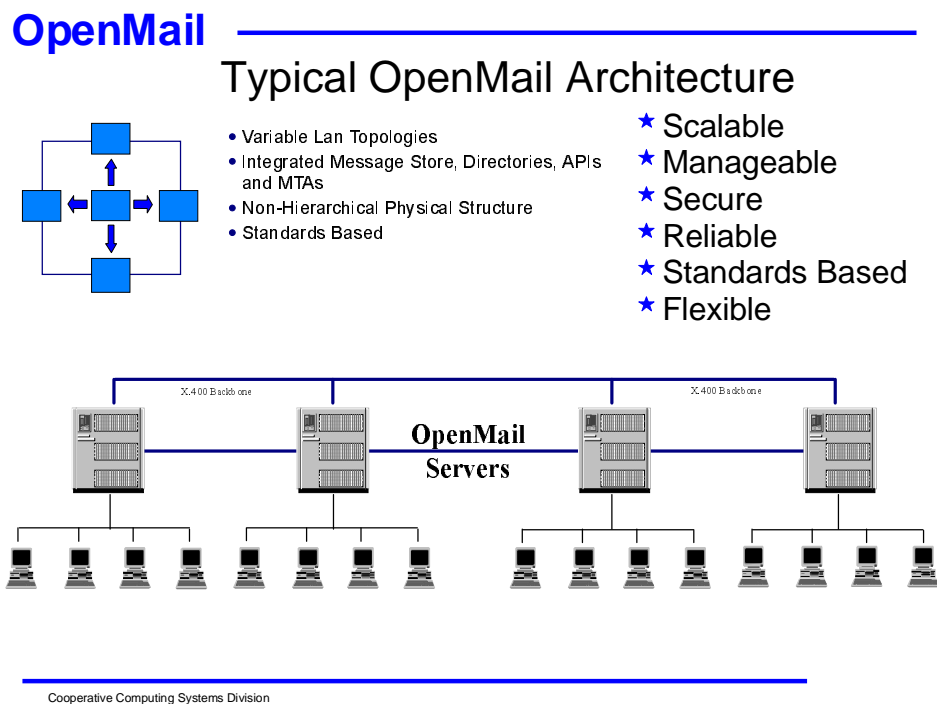 OpenMail
Typical OpenMail Architecture
• Variable Lan Topologies
• Integrated Message Store, Directories, APIs
and MTAs
• Non-Hierarchical Physical Structure
• Standards Based
★ Scalable
★ Manageable
★ Secure
★ Reliable
★ Standards Based
★ Flexible
X.400 Backbone
X.400 Backbone
OpenMail
Servers
Cooperative Computing Systems Division